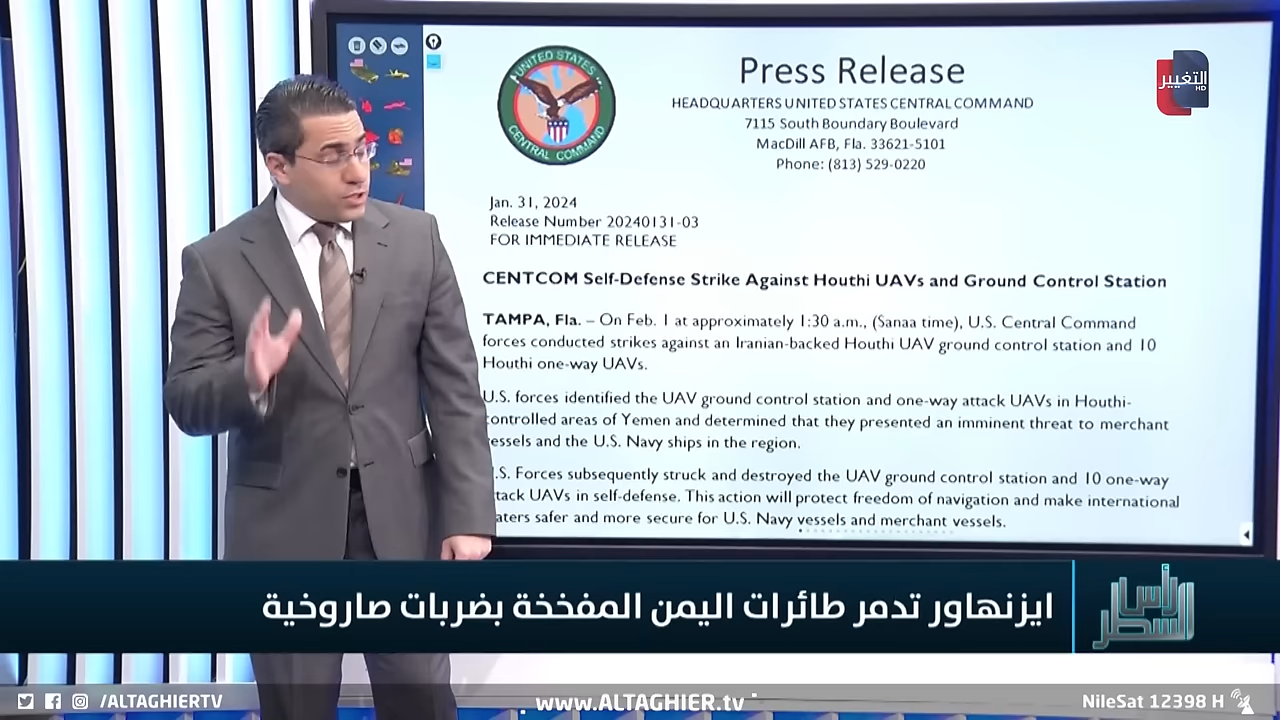 UNITED STATES
CENTRAL COMMAND
Press Release
HEADQUARTERS UNITED STATES CENTRAL COMMAND
7115 South Boundary Boulevard
MacDill AFB, Fla. 33621-5101
Phone: (813) 529-0220
التغيير
HD
Jan. 31, 2024
Release Number 20240131-03
FOR IMMEDIATE RELEASE
CENTCOM Self-Defense Strike Against Houthi UAVs and Ground Control Station
TAMPA, Fla. – On Feb. 1 at approximately 1:30 a.m., (Sanaa time), U.S. Central Command
forces conducted strikes against an Iranian-backed Houthi UAV ground control station and 10
Houthi one-way UAVs.
U.S. forces identified the UAV ground control station and one-way attack UAVs in Houthi-
controlled areas of Yemen and determined that they presented an imminent threat to merchant
vessels and the U.S. Navy ships in the region.
U.S. Forces subsequently struck and destroyed the UAV ground control station and 10 one-way
attack UAVs in self-defense. This action will protect freedom of navigation and make international
waters safer and more secure for U.S. Navy vessels and merchant vessels.
رأس السطر
ايزنهاور تدمر طائرات اليمن المفخخة بضربات صاروخية
/ALTAGHIERTV
www.ALTAGHIER.tv
NileSat 12398 H